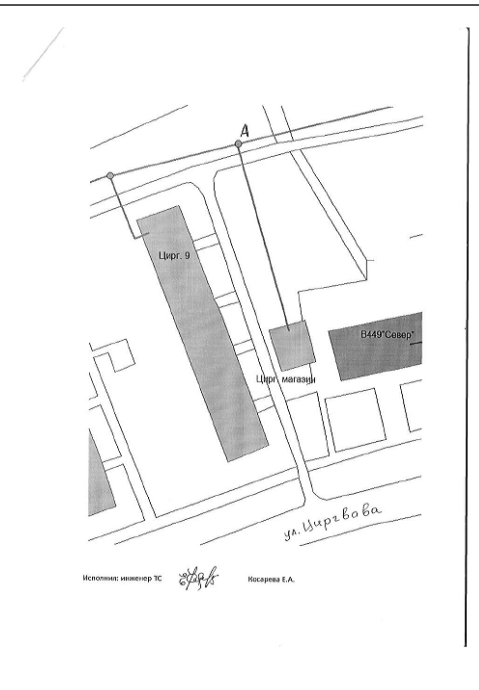 А
Цирг. 9
В449"Север"
Цирг. магазин
ул. Циргвова
Исполнил: инженер ТС
Косарева Е.А.